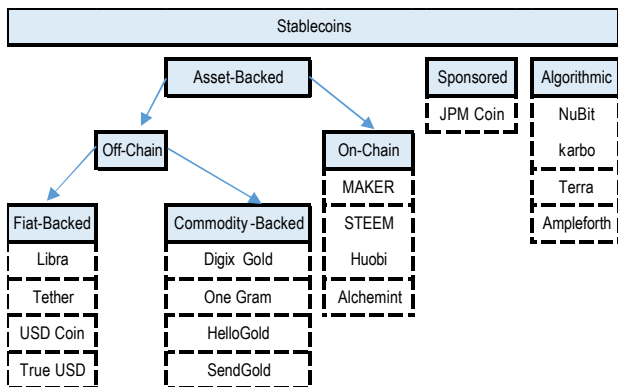 Stablecoins
Asset-Backed
Sponsored
Algorithmic
JPM Coin
NuBit
Off-Chain
On-Chain
karbo
MAKER
Terra
Fiat-Backed
Commodity-Backed
STEEM
Ampleforth
Libra
Digix Gold
Huobi
Tether
One Gram
Alchemint
USD Coin
HelloGold
True USD
SendGold